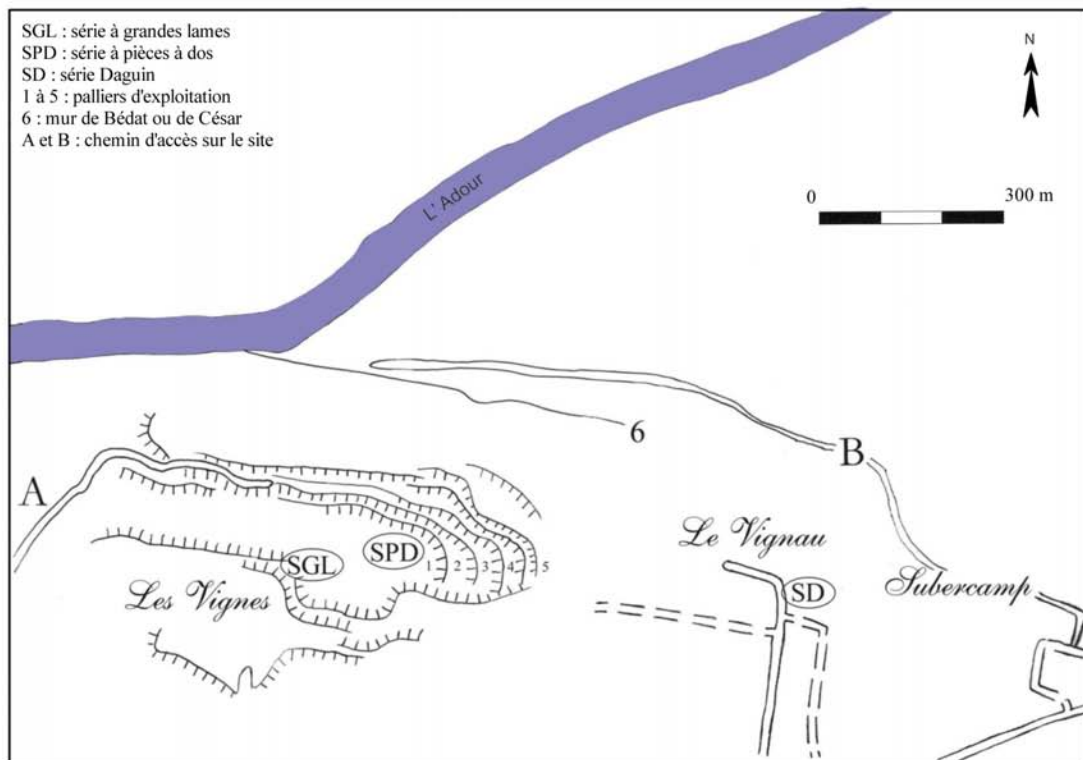 SGL : série à grandes lames
SPD : série à pièces à dos
SD : série Daguin
1 à 5 : palliers d'exploitation
6 : mur de Bédat ou de César
A et B : chemin d'accès sur le site
N
0 300 m
L' Adour
6
B
A
Le Vignau
SPD
SGL
1 2 3 4 5
Les Vignes
SD
Subercamp